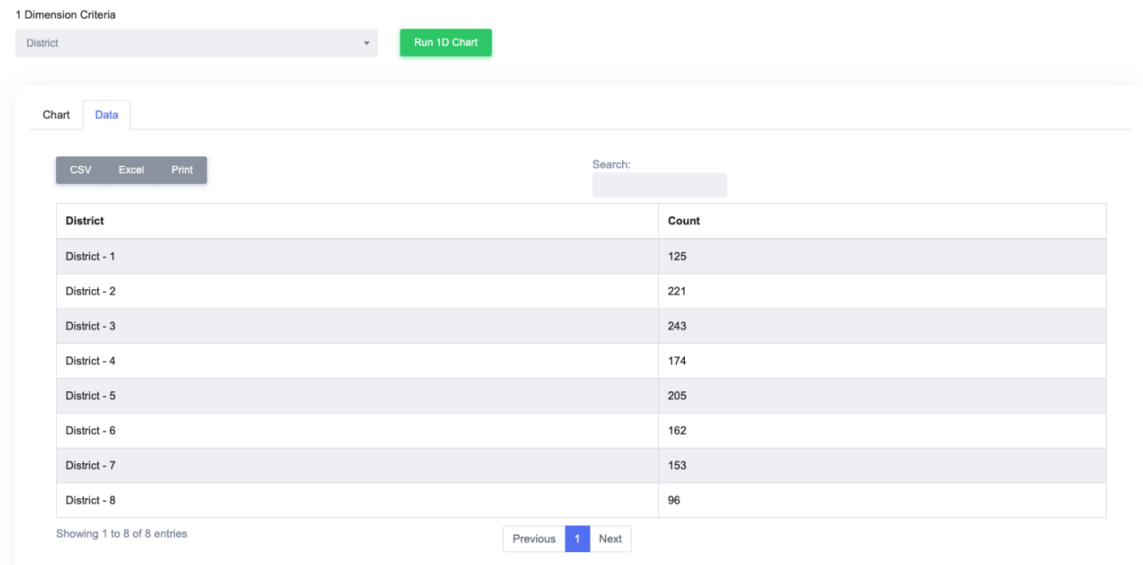 1 Dimension Criteria
District
Run 1D Chart
Chart Data
CSV Excel Print
Search:
District Count
District - 1 125
District - 2 221
District - 3 243
District - 4 174
District - 5 205
District - 6 162
District - 7 153
District - 8 96
Showing 1 to 8 of 8 entries
Previous 1 Next